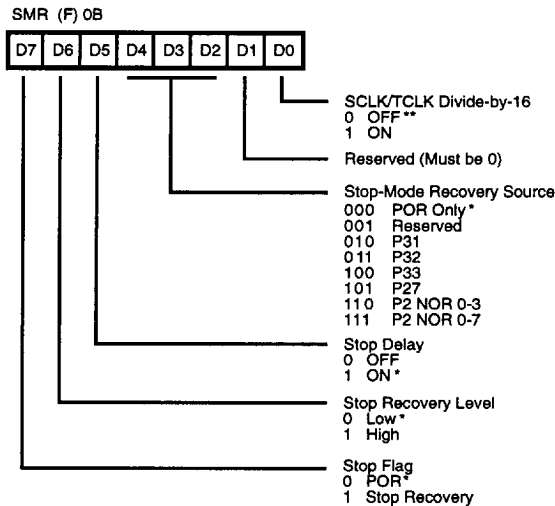 SMR (F) 0B
D7 D6 D5 D4 D3 D2 D1 D0
SCLK/TCLK Divide-by-16
0 OFF **
1 ON
Reserved (Must be 0)
Stop-Mode Recovery Source
000 POR Only *
001 Reserved
010 P31
011 P32
100 P33
101 P27
110 P2 NOR 0-3
111 P2 NOR 0-7
Stop Delay
0 OFF
1 ON *
Stop Recovery Level
0 Low *
1 High
Stop Flag
0 POR *
1 Stop Recovery